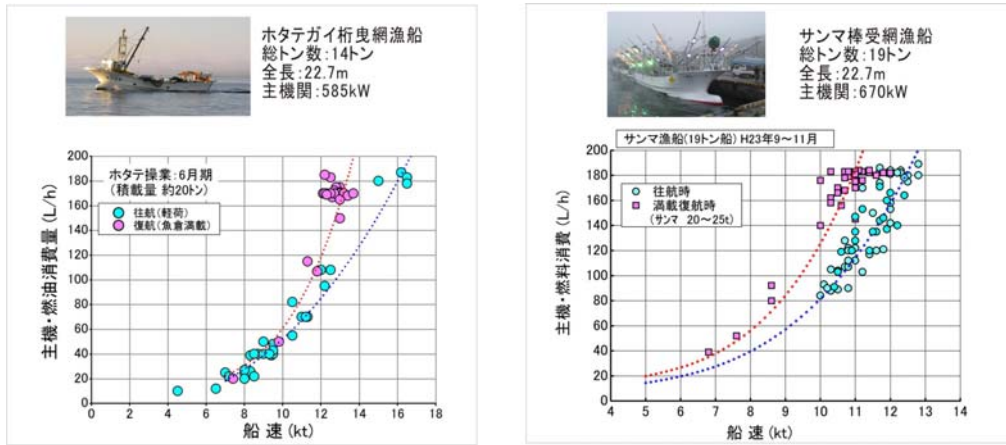 ホタテガイ桁曳網漁船
総トン数:14トン
全長:22.7m
主機関:585kW
ホタテ操業:6月期
(積載量 約20トン)
往航(軽荷)
復航(魚倉満載)
主機・燃油消費量 (L/h)
200
180
160
140
120
100
80
60
40
20
0
0 2 4 6 8 10 12 14 16 18
船 速 (kt)
サンマ棒受網漁船
総トン数:19トン
全長:22.7m
主機関:670kW
サンマ漁船(19トン船) H23年9~11月
往航時
満載復航時
(サンマ 20~25t)
主機・燃料消費 (L/h)
200
180
160
140
120
100
80
60
40
20
0
4 5 6 7 8 9 10 11 12 13 14
船 速 (kt)